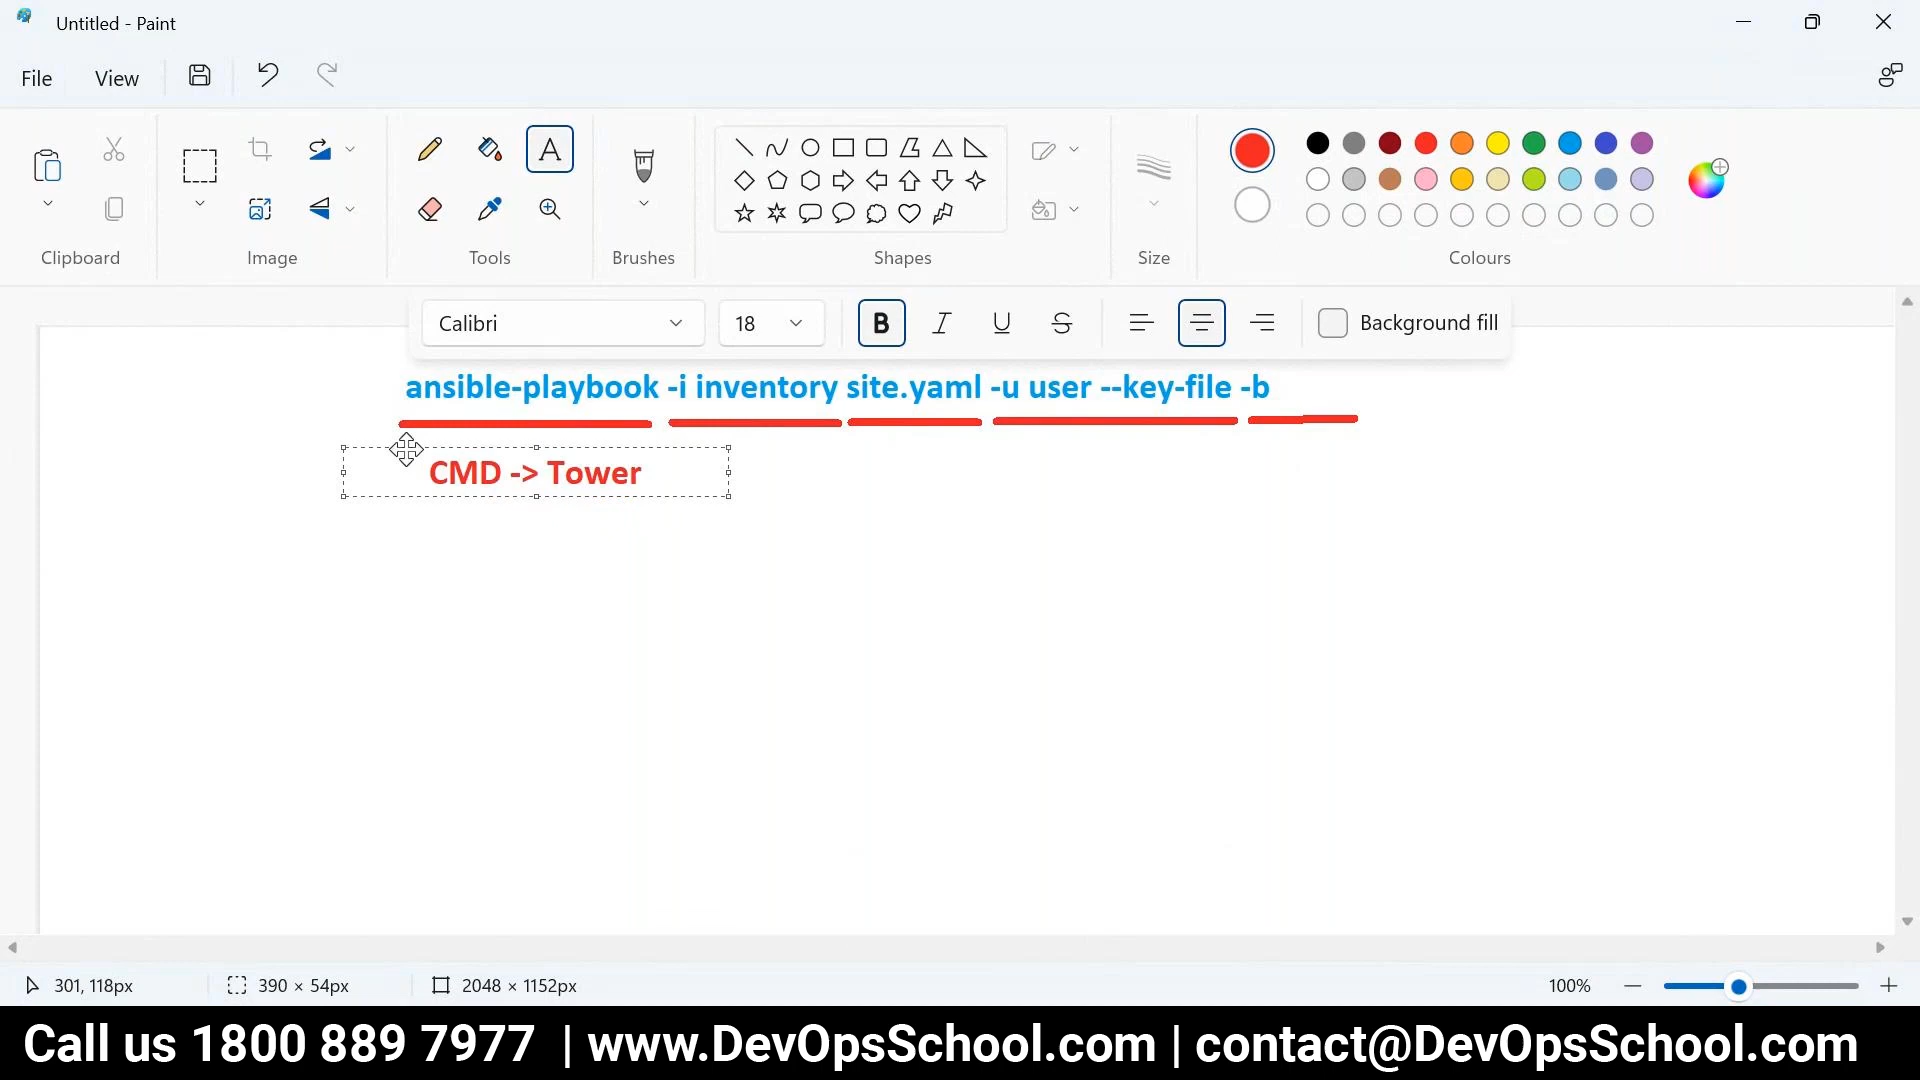 Untitled - Paint
File View
Clipboard Image Tools Brushes Shapes Size Colours
Calibri 18 B I U S Background fill
ansible-playbook -i inventory site.yaml -u user --key-file -b
CMD -> Tower
301, 118px 390 × 54px 2048 × 1152px 100%
Call us 1800 889 7977 | www.DevOpsSchool.com | contact@DevOpsSchool.com